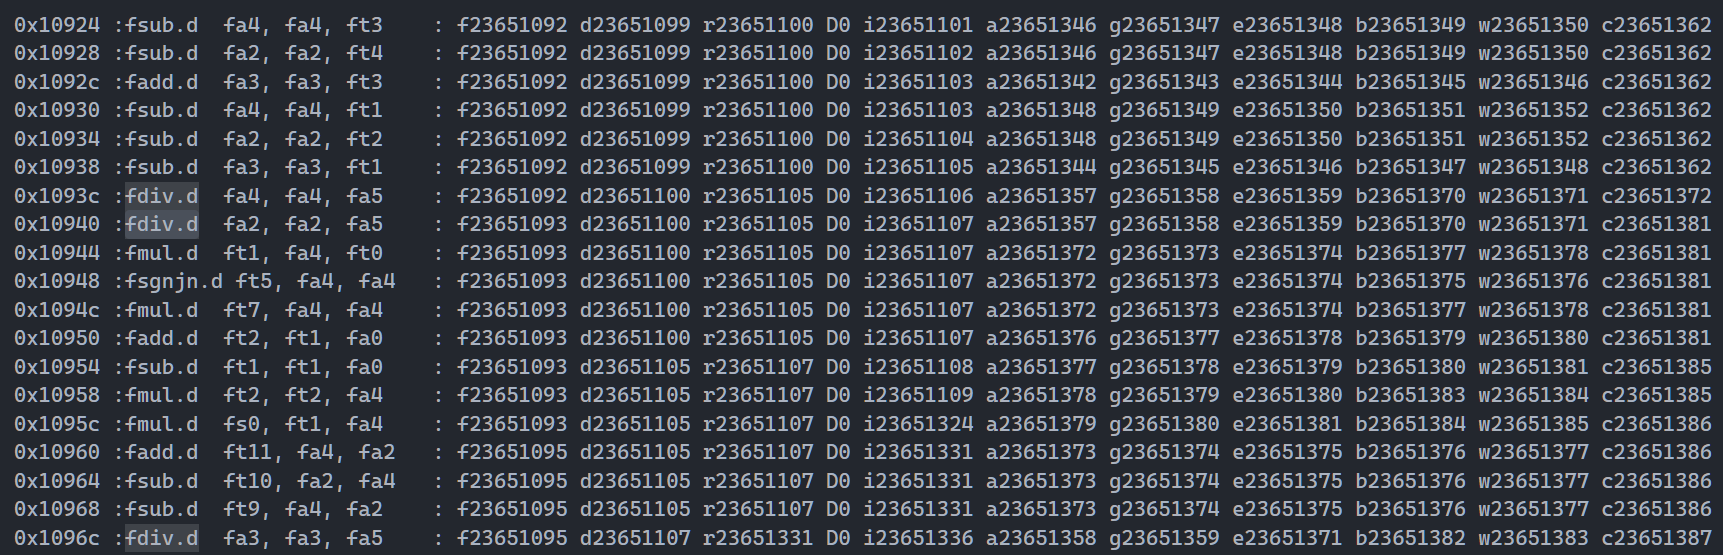 0x10924 :fsub.d  fa4, fa4, ft3    : f23651092 d23651099 r23651100 D0 i23651101 a23651346 g23651347 e23651348 b23651349 w23651350 c23651362
0x10928 :fsub.d  fa2, fa2, ft4    : f23651092 d23651099 r23651100 D0 i23651102 a23651346 g23651347 e23651348 b23651349 w23651350 c23651362
0x1092c :fadd.d  fa3, fa3, ft3    : f23651092 d23651099 r23651100 D0 i23651103 a23651342 g23651343 e23651344 b23651345 w23651346 c23651362
0x10930 :fsub.d  fa4, fa4, ft1    : f23651092 d23651099 r23651100 D0 i23651103 a23651348 g23651349 e23651350 b23651351 w23651352 c23651362
0x10934 :fsub.d  fa2, fa2, ft2    : f23651092 d23651099 r23651100 D0 i23651104 a23651348 g23651349 e23651350 b23651351 w23651352 c23651362
0x10938 :fsub.d  fa3, fa3, ft1    : f23651092 d23651099 r23651100 D0 i23651105 a23651344 g23651345 e23651346 b23651347 w23651348 c23651362
0x1093c :fdiv.d  fa4, fa4, fa5    : f23651092 d23651100 r23651105 D0 i23651106 a23651357 g23651358 e23651359 b23651370 w23651371 c23651372
0x10940 :fdiv.d  fa2, fa2, fa5    : f23651093 d23651100 r23651105 D0 i23651107 a23651357 g23651358 e23651359 b23651370 w23651371 c23651381
0x10944 :fmul.d  ft1, fa4, ft0    : f23651093 d23651100 r23651105 D0 i23651107 a23651372 g23651373 e23651374 b23651377 w23651378 c23651381
0x10948 :fsgnjn.d ft5, fa4, fa4   : f23651093 d23651100 r23651105 D0 i23651107 a23651372 g23651373 e23651374 b23651375 w23651376 c23651381
0x1094c :fmul.d  ft7, fa4, fa4    : f23651093 d23651100 r23651105 D0 i23651107 a23651372 g23651373 e23651374 b23651377 w23651378 c23651381
0x10950 :fadd.d  ft2, ft1, fa0    : f23651093 d23651100 r23651105 D0 i23651107 a23651376 g23651377 e23651378 b23651379 w23651380 c23651381
0x10954 :fsub.d  ft1, ft1, fa0    : f23651093 d23651105 r23651107 D0 i23651108 a23651377 g23651378 e23651379 b23651380 w23651381 c23651385
0x10958 :fmul.d  ft2, ft2, fa4    : f23651093 d23651105 r23651107 D0 i23651109 a23651378 g23651379 e23651380 b23651383 w23651384 c23651385
0x1095c :fmul.d  fs0, ft1, fa4    : f23651093 d23651105 r23651107 D0 i23651324 a23651379 g23651380 e23651381 b23651384 w23651385 c23651386
0x10960 :fadd.d  ft11, fa4, fa2   : f23651095 d23651105 r23651107 D0 i23651331 a23651373 g23651374 e23651375 b23651376 w23651377 c23651386
0x10964 :fsub.d  ft10, fa2, fa4   : f23651095 d23651105 r23651107 D0 i23651331 a23651373 g23651374 e23651375 b23651376 w23651377 c23651386
0x10968 :fsub.d  ft9, fa4, fa2    : f23651095 d23651105 r23651107 D0 i23651331 a23651373 g23651374 e23651375 b23651376 w23651377 c23651386
0x1096c :fdiv.d  fa3, fa3, fa5    : f23651095 d23651107 r23651331 D0 i23651336 a23651358 g23651359 e23651371 b23651382 w23651383 c23651387